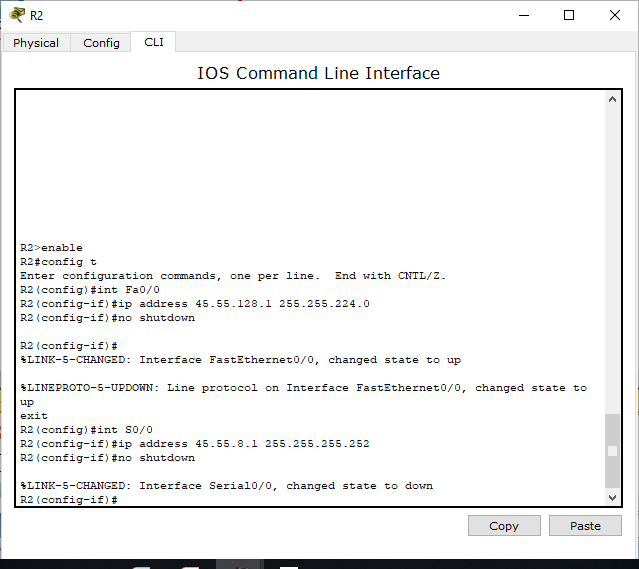 R2
Physical Config CLI
IOS Command Line Interface
R2>enable
R2#config t
Enter configuration commands, one per line.  End with CNTL/Z.
R2(config)#int Fa0/0
R2(config-if)#ip address 45.55.128.1 255.255.224.0
R2(config-if)#no shutdown
R2(config-if)#
%LINK-5-CHANGED: Interface FastEthernet0/0, changed state to up
%LINEPROTO-5-UPDOWN: Line protocol on Interface FastEthernet0/0, changed state to
up
exit
R2(config)#int S0/0
R2(config-if)#ip address 45.55.8.1 255.255.255.252
R2(config-if)#no shutdown
%LINK-5-CHANGED: Interface Serial0/0, changed state to down
R2(config-if)#
Copy Paste